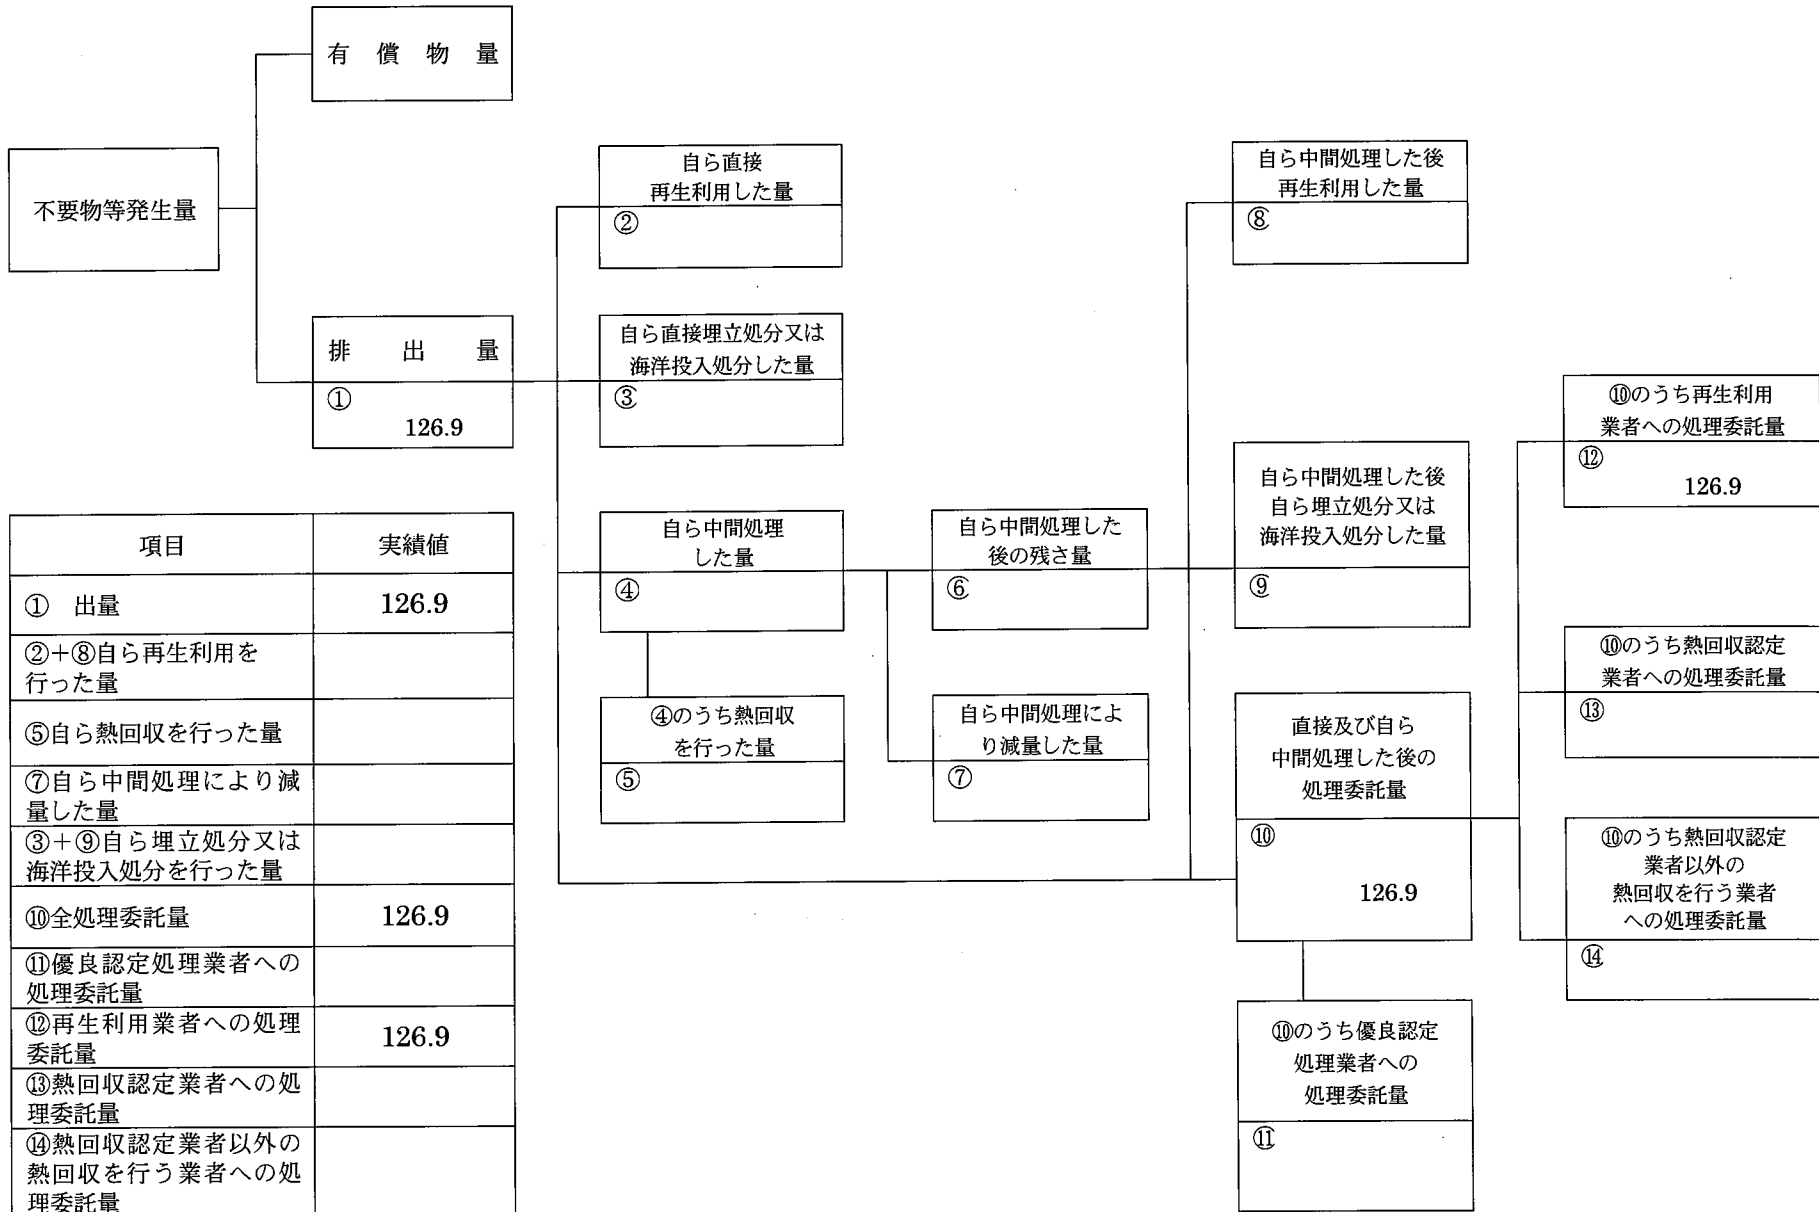 有償物量
不要物等発生量
排出量
①
126.9
自ら直接
再生利用した量
②
自ら直接埋立処分又は
海洋投入処分した量
③
自ら中間処理
した量
④
④のうち熱回収
を行った量
⑤
自ら中間処理した
後の残さ量
⑥
自ら中間処理によ
り減量した量
⑦
自ら中間処理した後
再生利用した量
⑧
自ら中間処理した後
自ら埋立処分又は
海洋投入処分した量
⑨
直接及び自ら
中間処理した後の
処理委託量
⑩
126.9
⑩のうち優良認定
処理業者への
処理委託量
⑪
⑩のうち再生利用
業者への処理委託量
⑫
126.9
⑩のうち熱回収認定
業者への処理委託量
⑬
⑩のうち熱回収認定
業者以外の
熱回収を行う業者
への処理委託量
⑭
項目 実績値
① 出量 126.9
②+⑧自ら再生利用を
行った量
⑤自ら熱回収を行った量
⑦自ら中間処理により減
量した量
③+⑨自ら埋立処分又は
海洋投入処分を行った量
⑩全処理委託量 126.9
⑪優良認定処理業者への
処理委託量
⑫再生利用業者への処理
委託量 126.9
⑬熱回収認定業者への処
理委託量
⑭熱回収認定業者以外の
熱回収を行う業者への処
理委託量